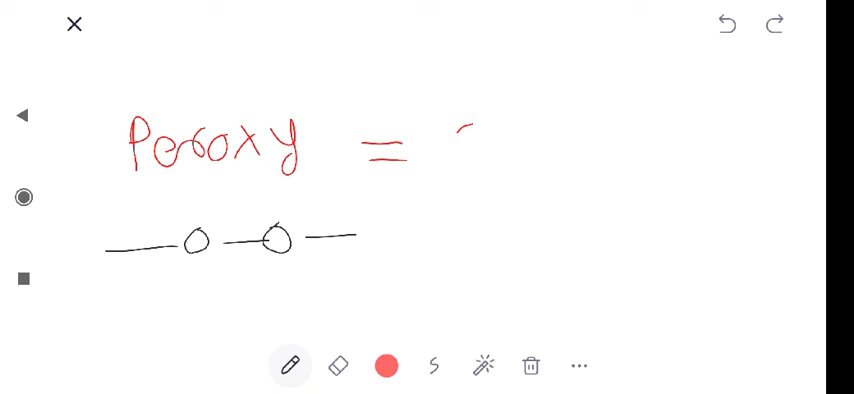 Peroxy =
— O — O —